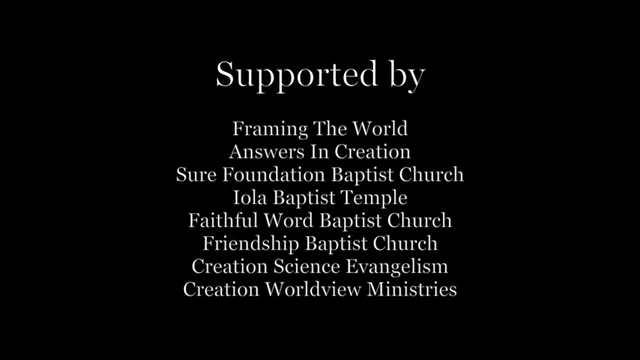 Supported by
Framing The World
Answers In Creation
Sure Foundation Baptist Church
Iola Baptist Temple
Faithful Word Baptist Church
Friendship Baptist Church
Creation Science Evangelism
Creation Worldview Ministries